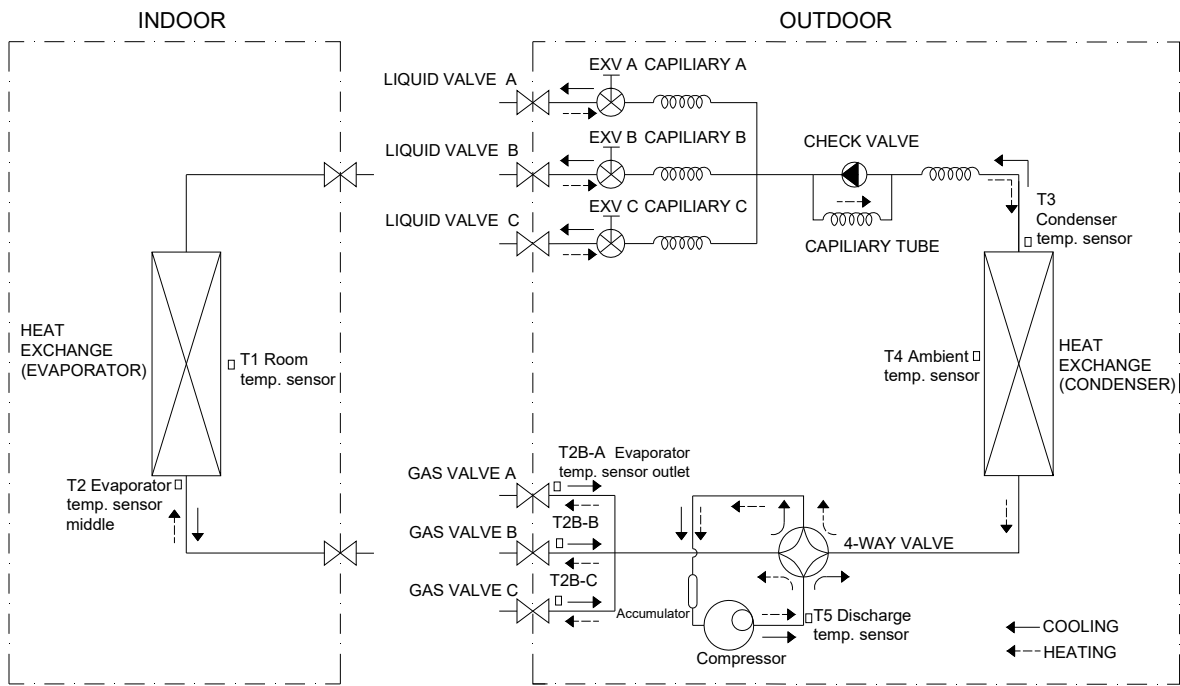 INDOOR
OUTDOOR
LIQUID VALVE A
EXV A CAPILIARY A
LIQUID VALVE B
EXV B CAPILIARY B
LIQUID VALVE C
EXV C CAPILIARY C
CHECK VALVE
CAPILIARY TUBE
T3
Condenser
temp. sensor
HEAT
EXCHANGE
(EVAPORATOR)
T1 Room
temp. sensor
T4 Ambient
temp. sensor
HEAT
EXCHANGE
(CONDENSER)
T2 Evaporator
temp. sensor
middle
GAS VALVE A
T2B-A Evaporator
temp. sensor outlet
GAS VALVE B
T2B-B
GAS VALVE C
T2B-C
4-WAY VALVE
Accumulator
Compressor
T5 Discharge
temp. sensor
COOLING
HEATING